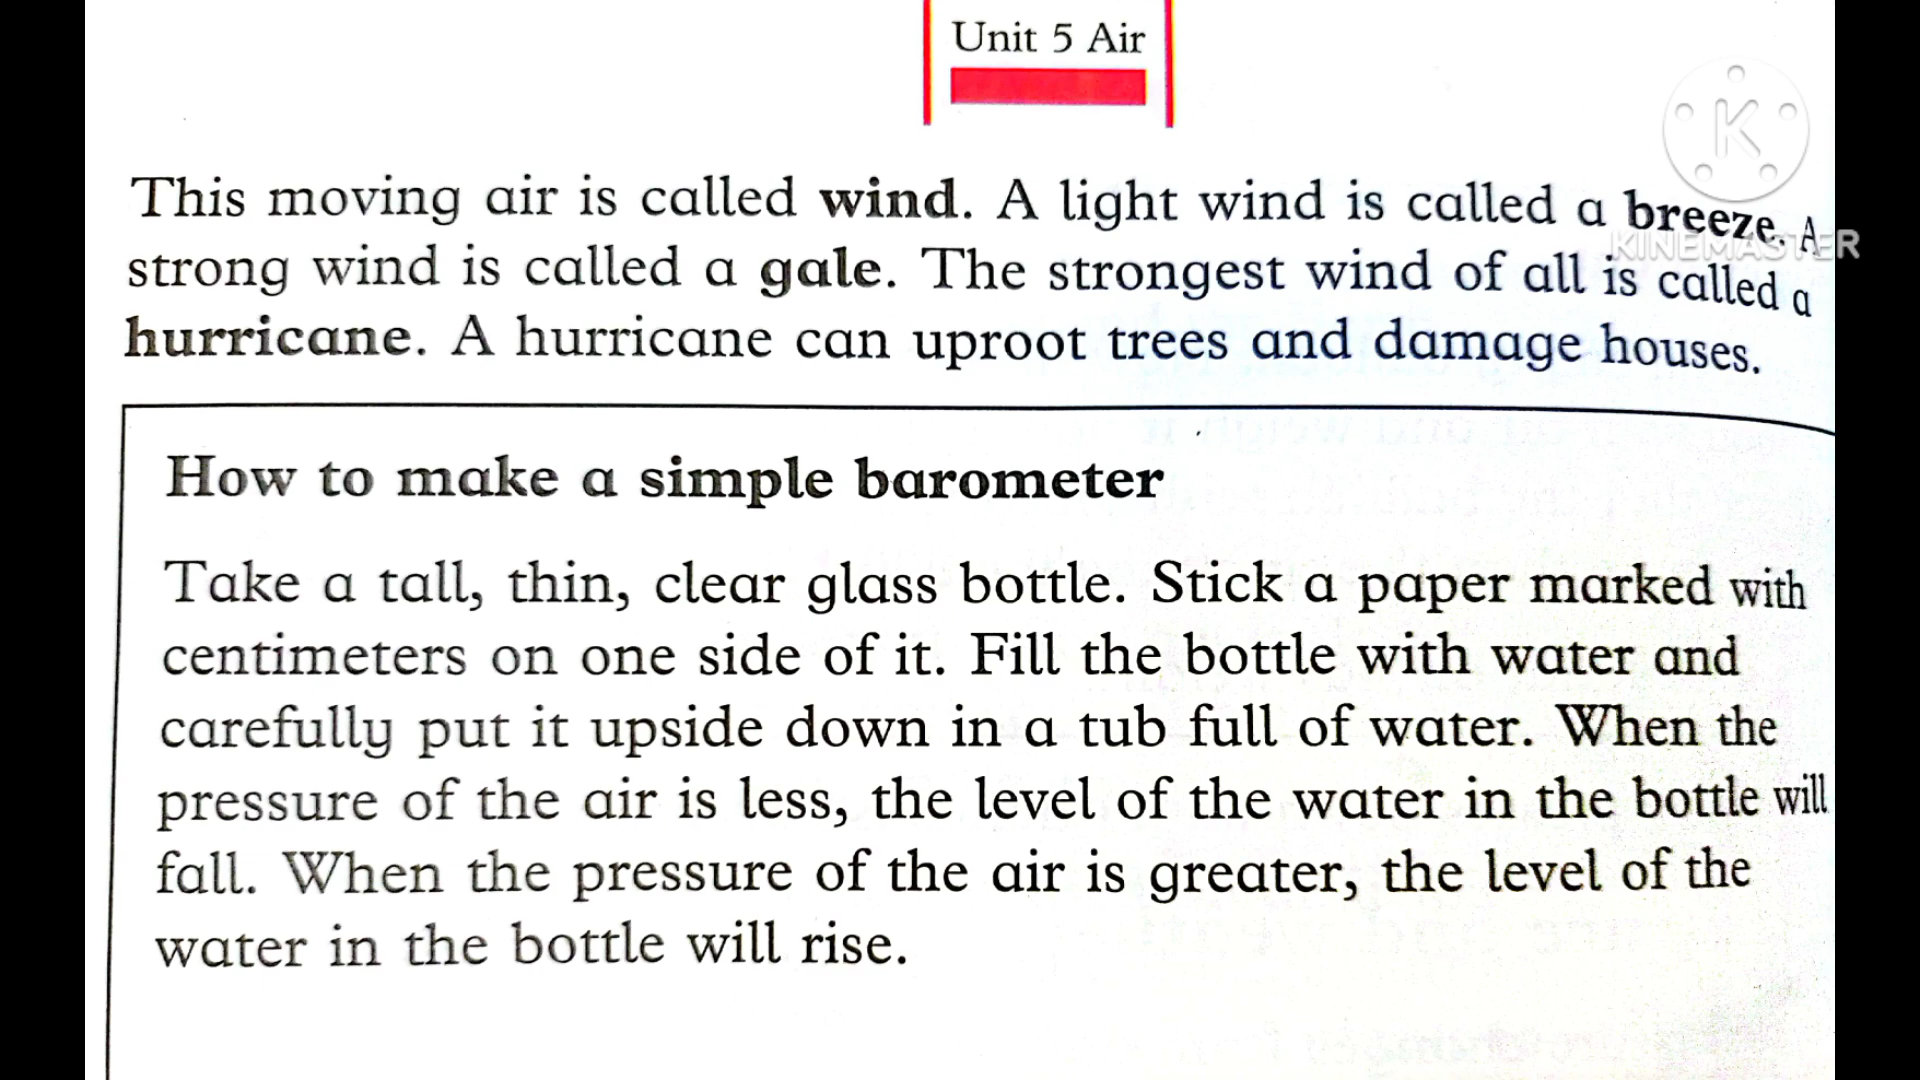 Unit 5 Air
K
KINEMASTER
This moving air is called wind. A light wind is called a breeze. A
strong wind is called a gale. The strongest wind of all is called a
hurricane. A hurricane can uproot trees and damage houses.
How to make a simple barometer
Take a tall, thin, clear glass bottle. Stick a paper marked with
centimeters on one side of it. Fill the bottle with water and
carefully put it upside down in a tub full of water. When the
pressure of the air is less, the level of the water in the bottle will
fall. When the pressure of the air is greater, the level of the
water in the bottle will rise.